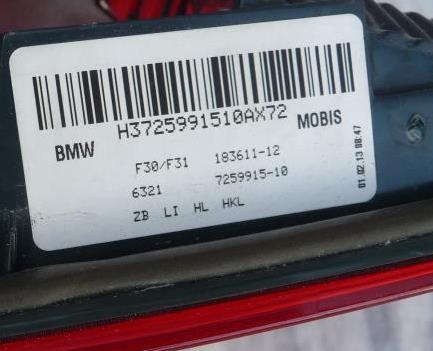 H3725991510AX72
BMW MOBIS
F30/F31 183611-12
6321 7259915-10
ZB LI HL HKL
01.02.13 08:47